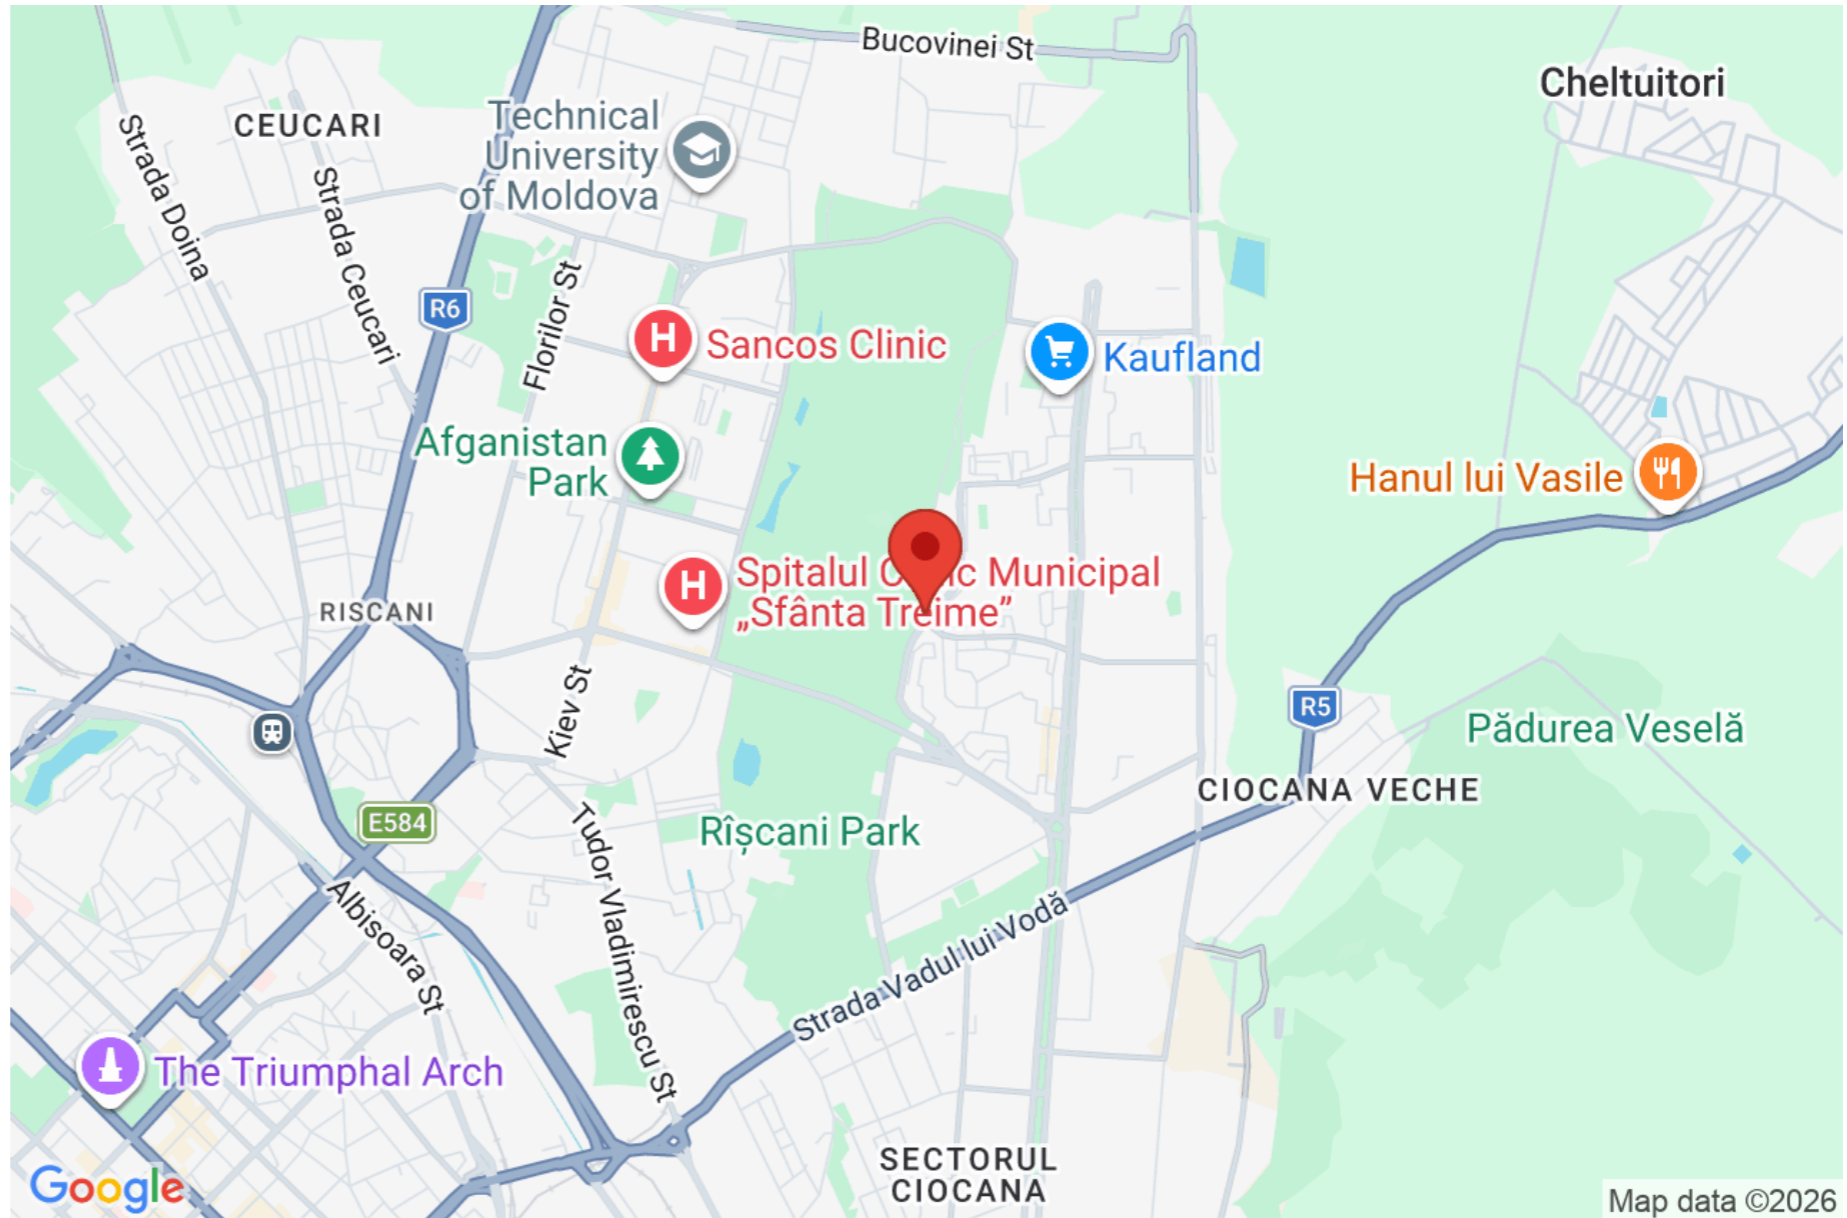 Bucovinei St
Cheltuitori
CEUCARI
Technical
University
of Moldova
Strada Doina
Strada Ceucari
Florilor St
R6
H
Sancos Clinic
Kaufland
Afganistan
Park
Hanul lui Vasile
H
Spitalul C ic Municipal
„Sfânta Treime”
RISCANI
Kiev St
R5
Pădurea Veselă
CIOCANA VECHE
E584
Rîșcani Park
Tudor Vladimirescu St
Albisoara St
Strada Vadul lui Vodă
The Triumphal Arch
SECTORUL
CIOCANA
Google
Map data ©2026